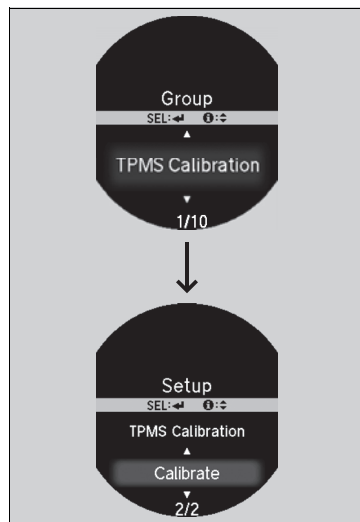 Group
SEL:↵ ℹ:⬍
▲
TPMS Calibration
▼
1/10
Setup
SEL:↵ ℹ:⬍
TPMS Calibration
▲
Calibrate
▼
2/2